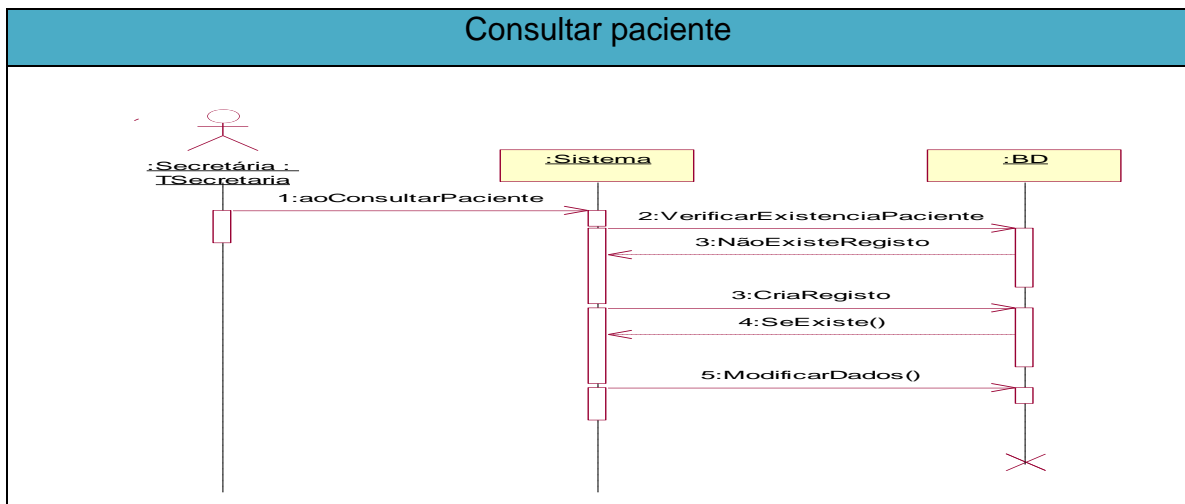 Consultar paciente
:Secretária :
TSecretaria
:Sistema
:BD
1:aoConsultarPaciente
2:VerificarExistenciaPaciente
3:NãoExisteRegisto
3:CriaRegisto
4:SeExiste()
5:ModificarDados()